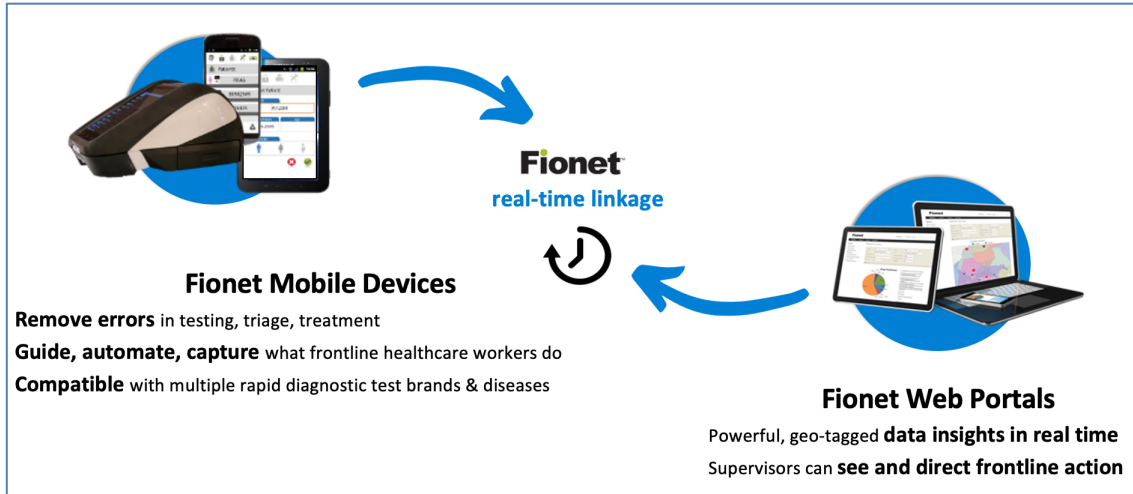 Fionet™
real-time linkage
Fionet Mobile Devices
Remove errors in testing, triage, treatment
Guide, automate, capture what frontline healthcare workers do
Compatible with multiple rapid diagnostic test brands & diseases
Fionet
Fionet
Fionet Web Portals
Powerful, geo-tagged data insights in real time
Supervisors can see and direct frontline action